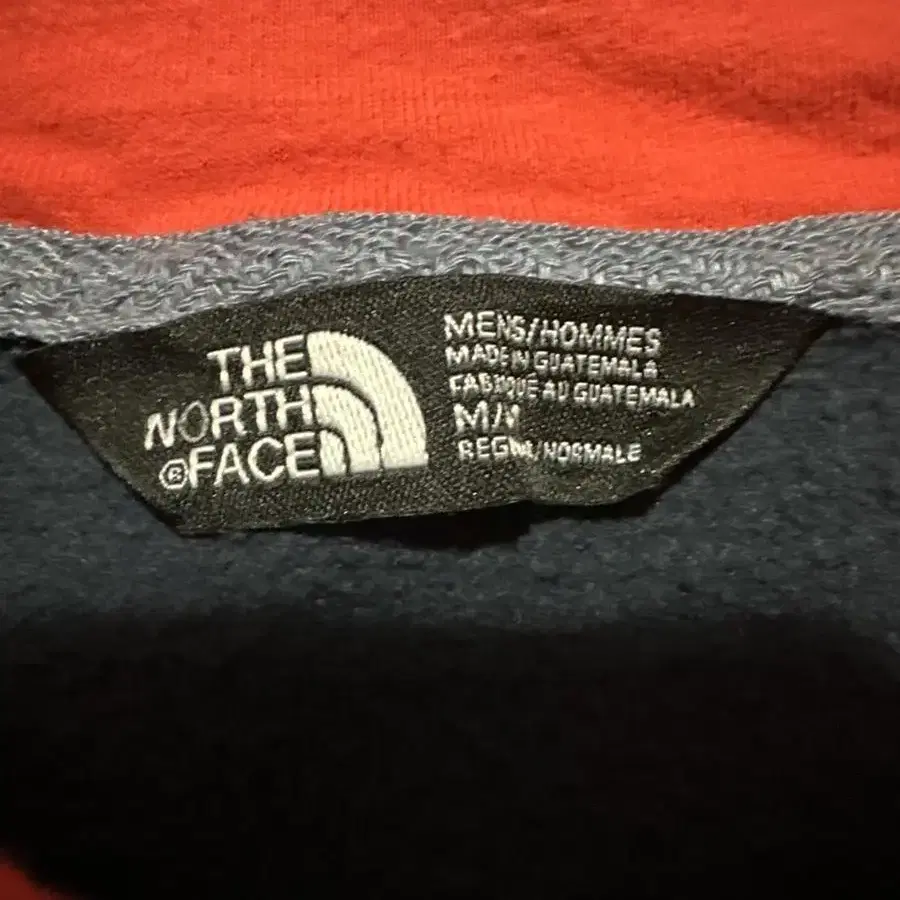 THE
NORTH
®FACE
MENS/HOMMES
MADE IN GUATEMALA
FABRIQUE AU GUATEMALA
M/M
REGULAR/NORMALE